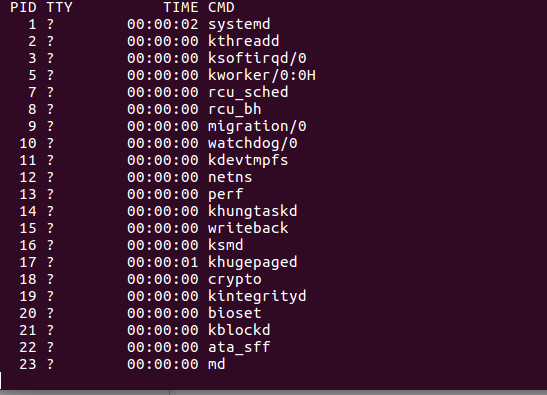 PID TTY          TIME CMD
  1 ?        00:00:02 systemd
  2 ?        00:00:00 kthreadd
  3 ?        00:00:00 ksoftirqd/0
  5 ?        00:00:00 kworker/0:0H
  7 ?        00:00:00 rcu_sched
  8 ?        00:00:00 rcu_bh
  9 ?        00:00:00 migration/0
 10 ?        00:00:00 watchdog/0
 11 ?        00:00:00 kdevtmpfs
 12 ?        00:00:00 netns
 13 ?        00:00:00 perf
 14 ?        00:00:00 khungtaskd
 15 ?        00:00:00 writeback
 16 ?        00:00:00 ksmd
 17 ?        00:00:01 khugepaged
 18 ?        00:00:00 crypto
 19 ?        00:00:00 kintegrityd
 20 ?        00:00:00 bioset
 21 ?        00:00:00 kblockd
 22 ?        00:00:00 ata_sff
 23 ?        00:00:00 md